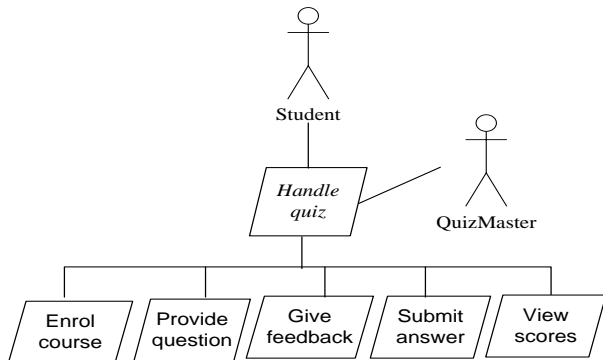 Student
Handle
quiz
QuizMaster
Enrol
course
Provide
question
Give
feedback
Submit
answer
View
scores